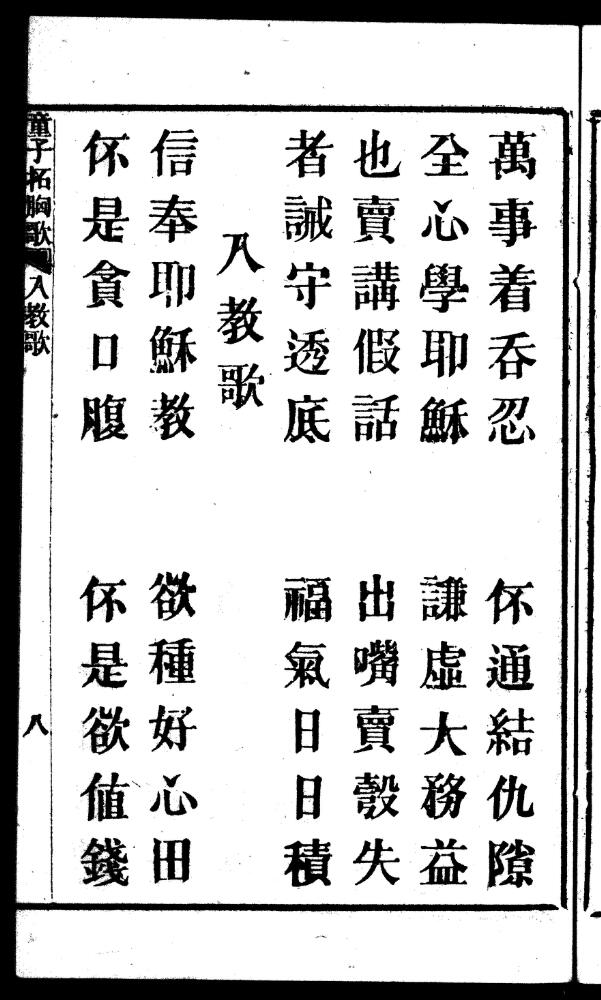 萬事着吞忍　伓通結仇隙
全心學耶穌　謙虛大務益
也賣講假話　出嘴賣彀失
者誡守透底　福氣日日積
入教歌
信奉耶穌教　欲種好心田
伓是貪口腹　伓是欲値錢
童子拓胸歌　入教歌　八